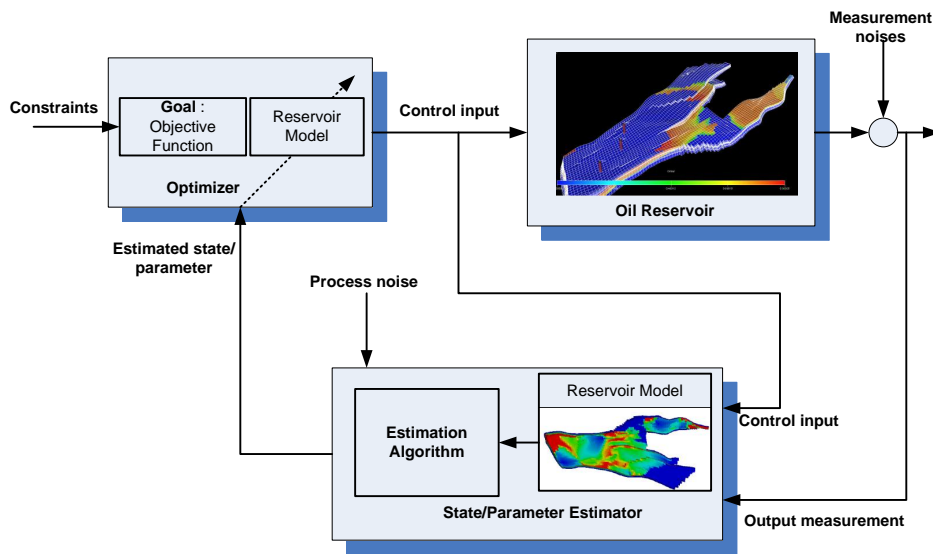 Measurement
noises
Constraints
Goal :
Objective
Function
Reservoir
Model
Optimizer
Control input
Oil Reservoir
Estimated state/
parameter
Process noise
Reservoir Model
Estimation
Algorithm
Control input
State/Parameter Estimator
Output measurement